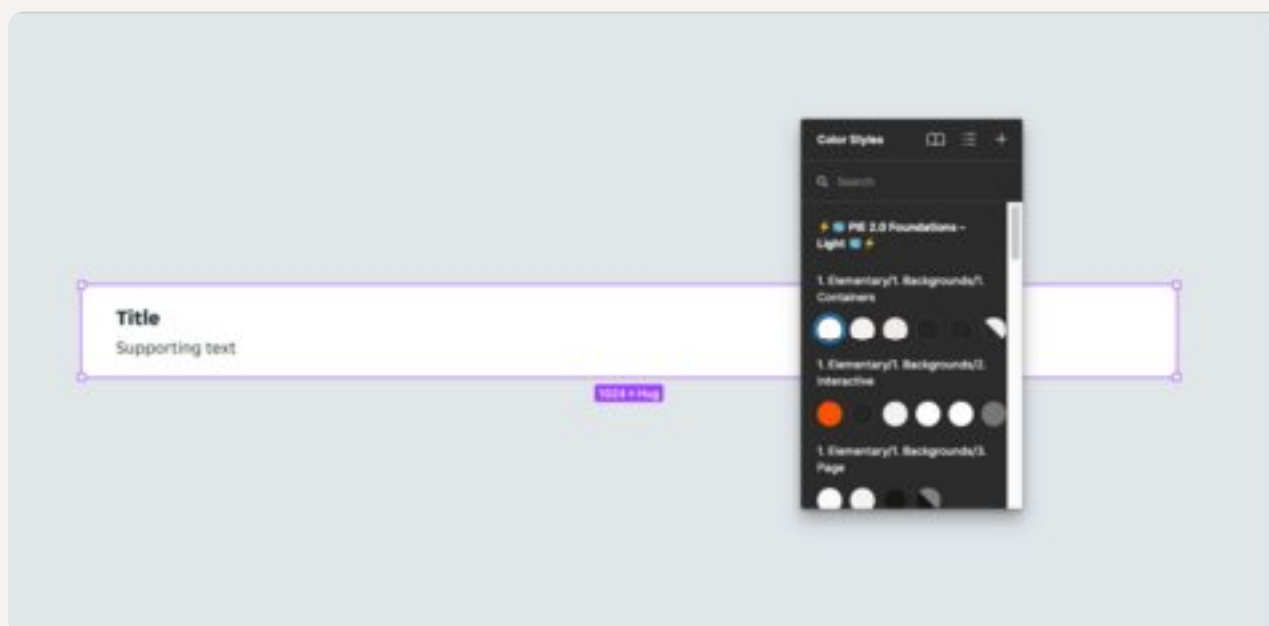 Color Styles
Search
⚡ PIE 2.0 Foundations -
Light ⚡
1. Elementary/1. Backgrounds/1.
Containers
Title
Supporting text
1. Elementary/1. Backgrounds/2.
Interactive
1024 × Hug
1. Elementary/1. Backgrounds/3.
Page